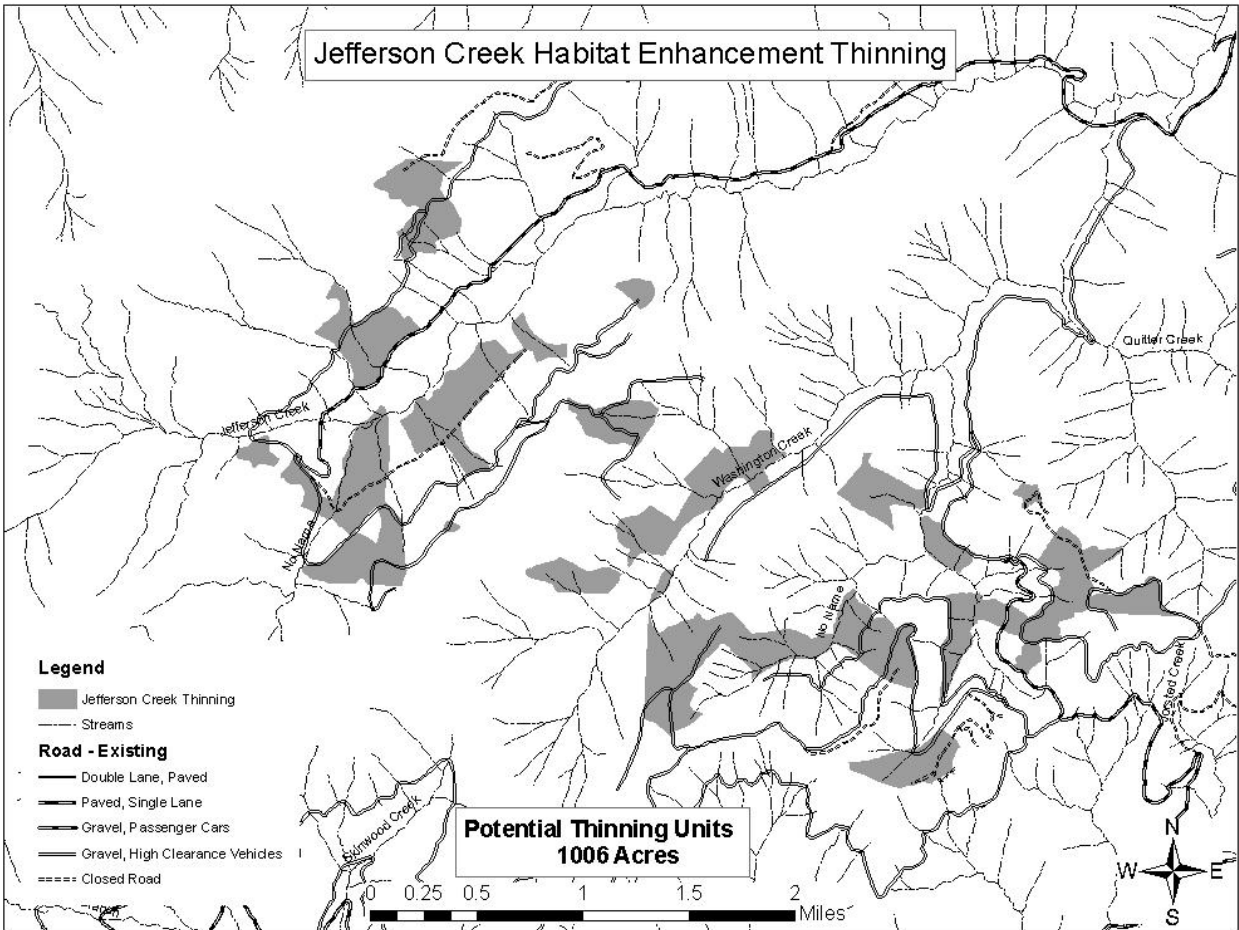 Jefferson Creek Habitat Enhancement Thinning
Quitter Creek
Jefferson Creek
Washington Creek
No Name
No Name
Legend
Jefferson Creek Thinning
Streams
Road - Existing
Double Lane, Paved
Paved, Single Lane
Gravel, Passenger Cars
Gravel, High Clearance Vehicles
Closed Road
Skinwood Creek
Potential Thinning Units
1006 Acres
0 0.25 0.5 1 1.5 2
Miles
Creek
N
W E
S